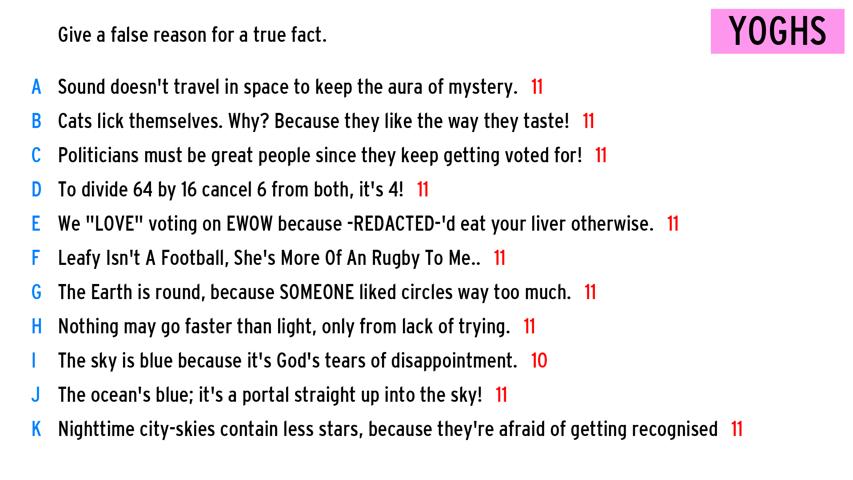 Give a false reason for a true fact.
YOGHS
A Sound doesn't travel in space to keep the aura of mystery. 11
B Cats lick themselves. Why? Because they like the way they taste! 11
C Politicians must be great people since they keep getting voted for! 11
D To divide 64 by 16 cancel 6 from both, it's 4! 11
E We "LOVE" voting on EWOW because -REDACTED-'d eat your liver otherwise. 11
F Leafy Isn't A Football, She's More Of An Rugby To Me.. 11
G The Earth is round, because SOMEONE liked circles way too much. 11
H Nothing may go faster than light, only from lack of trying. 11
I The sky is blue because it's God's tears of disappointment. 10
J The ocean's blue; it's a portal straight up into the sky! 11
K Nighttime city-skies contain less stars, because they're afraid of getting recognised 11